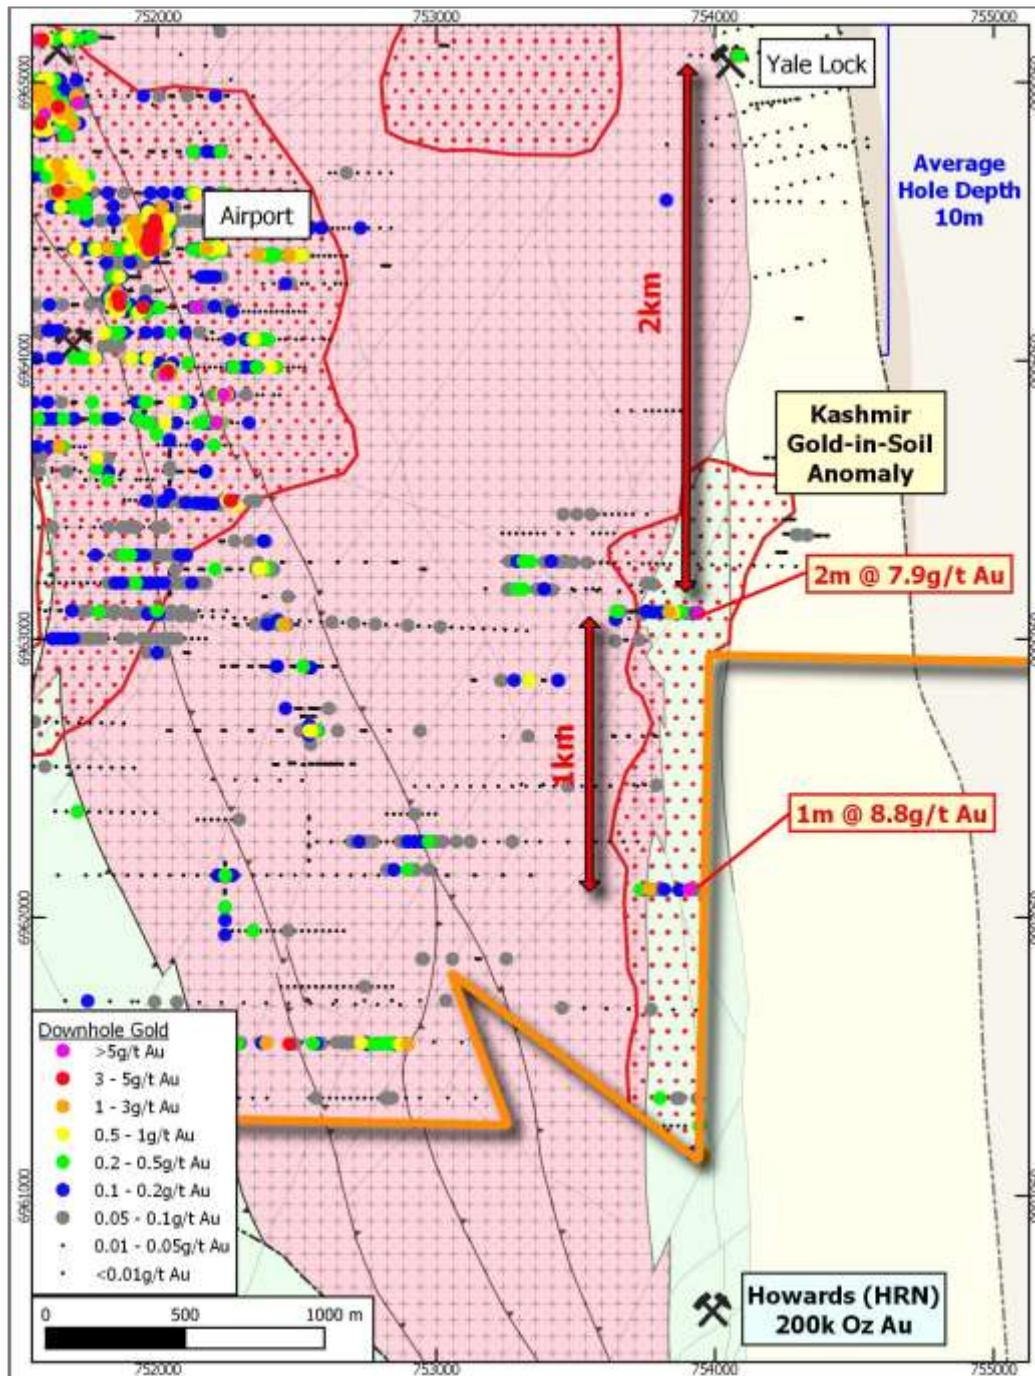 752000
753000
754000
755000
Yale Lock
6965000
Average
Hole Depth
10m
Airport
2km
6964000
Kashmir
Gold-in-Soil
Anomaly
2m @ 7.9g/t Au
6963000
1km
1m @ 8.8g/t Au
6962000
Downhole Gold
>5g/t Au
3 - 5g/t Au
1 - 3g/t Au
0.5 - 1g/t Au
0.2 - 0.5g/t Au
0.1 - 0.2g/t Au
0.05 - 0.1g/t Au
0.01 - 0.05g/t Au
<0.01g/t Au
6961000
0 500 1000 m
Howards (HRN)
200k Oz Au
752000
753000
754000
755000